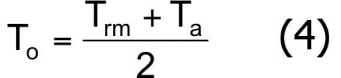 T_o = (T_rm + T_a) / 2 (4)